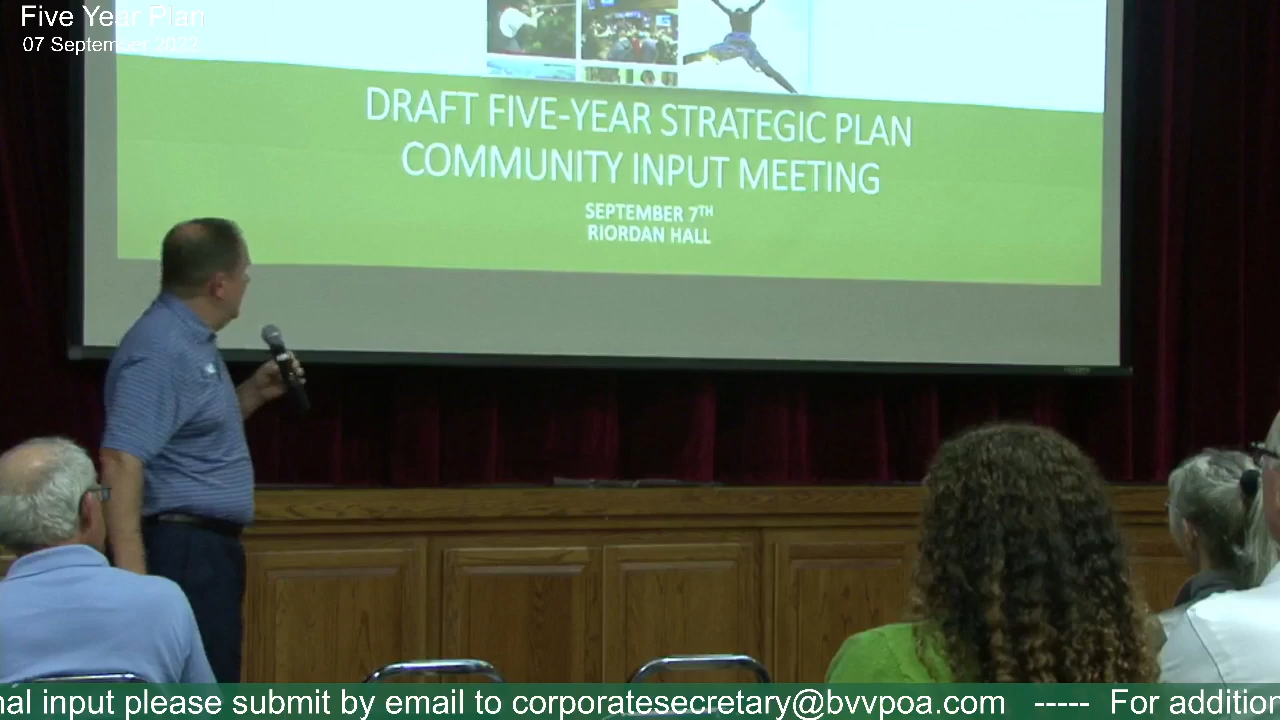 Five Year Plan
07 September 2022
DRAFT FIVE-YEAR STRATEGIC PLAN
COMMUNITY INPUT MEETING
SEPTEMBER 7TH
RIORDAN HALL
nal input please submit by email to corporatesecretary@bvvpoa.com ----- For addition